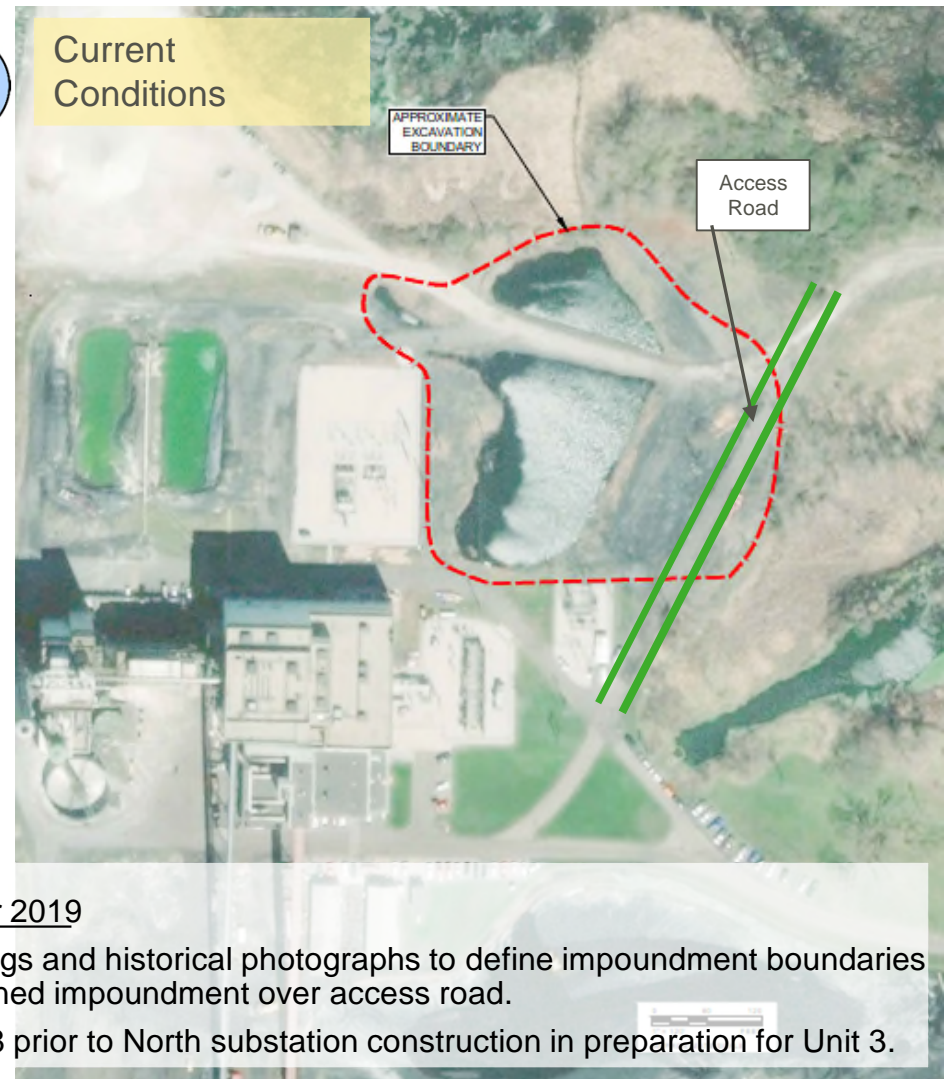 Current
Conditions
APPROXIMATE
EXCAVATION
BOUNDARY
Access
Road
2019
gs and historical photographs to define impoundment boundaries
ned impoundment over access road.
prior to North substation construction in preparation for Unit 3.